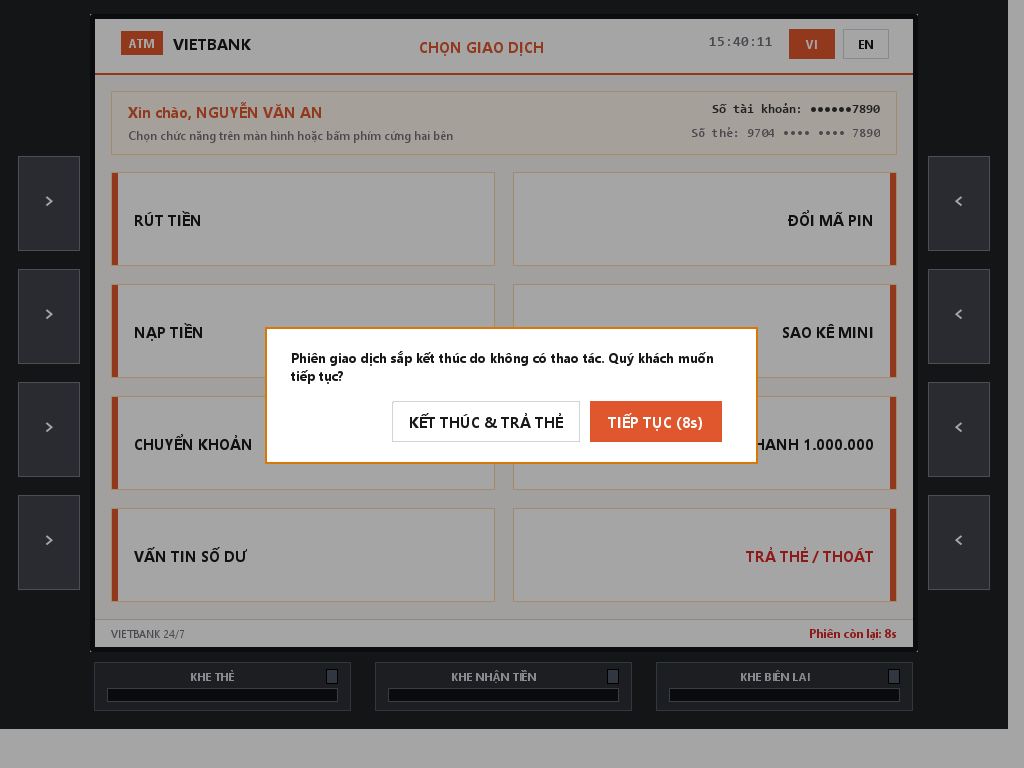 ATM VIETBANK
CHỌN GIAO DỊCH
15:40:11
VI
EN
Xin chào, NGUYỄN VĂN AN
Chọn chức năng trên màn hình hoặc bấm phím cứng hai bên
Số tài khoản: ••••••7890
Số thẻ: 9704 •••• •••• 7890
RÚT TIỀN
ĐỔI MÃ PIN
NẠP TIỀN
SAO KÊ MINI
Phiên giao dịch sắp kết thúc do không có thao tác. Quý khách muốn
tiếp tục?
KẾT THÚC & TRẢ THẺ
TIẾP TỤC (8s)
CHUYỂN KHOẢN
HANH 1.000.000
VẤN TIN SỐ DƯ
TRẢ THẺ / THOÁT
VIETBANK 24/7
Phiên còn lại: 8s
KHE THẺ
KHE NHẬN TIỀN
KHE BIÊN LAI